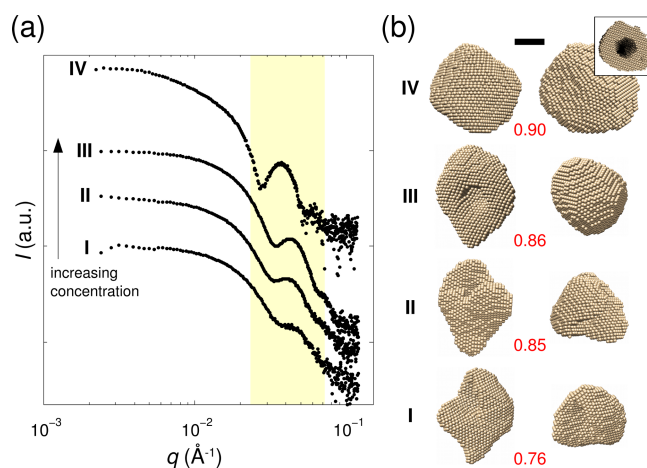 (a)
IV
III
II
I
increasing
concentration
I (a.u.)
10⁻³
10⁻²
10⁻¹
q (Å⁻¹)
(b)
IV
0.90
III
0.86
II
0.85
I
0.76